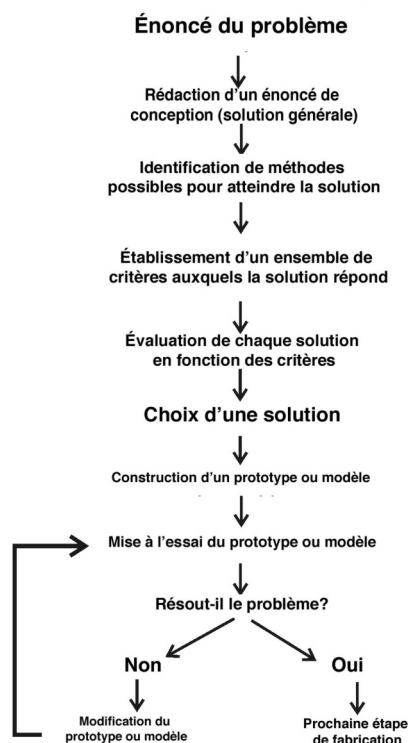 Énoncé du problème
Rédaction d'un énoncé de
conception (solution générale)
Identification de méthodes
possibles pour atteindre la solution
Établissement d'un ensemble de
critères auxquels la solution répond
Évaluation de chaque solution
en fonction des critères
Choix d'une solution
Construction d'un prototype ou modèle
Mise à l'essai du prototype ou modèle
Résout-il le problème?
Non
Oui
Modification du
prototype ou modèle
Prochaine étape
de fabrication